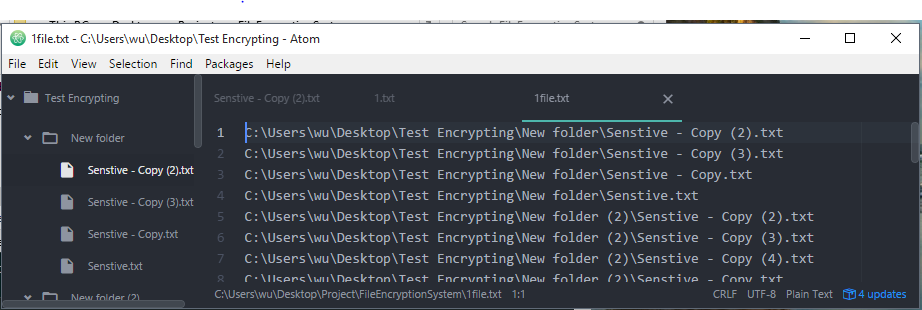 1file.txt - C:\Users\wu\Desktop\Test Encrypting - Atom
File Edit View Selection Find Packages Help
Test Encrypting
New folder
Senstive - Copy (2).txt
Senstive - Copy (3).txt
Senstive - Copy.txt
Senstive.txt
New folder (2)
Senstive - Copy (2).txt 1.txt 1file.txt
1 C:\Users\wu\Desktop\Test Encrypting\New folder\Senstive - Copy (2).txt
2 C:\Users\wu\Desktop\Test Encrypting\New folder\Senstive - Copy (3).txt
3 C:\Users\wu\Desktop\Test Encrypting\New folder\Senstive - Copy.txt
4 C:\Users\wu\Desktop\Test Encrypting\New folder\Senstive.txt
5 C:\Users\wu\Desktop\Test Encrypting\New folder (2)\Senstive - Copy (2).txt
6 C:\Users\wu\Desktop\Test Encrypting\New folder (2)\Senstive - Copy (3).txt
7 C:\Users\wu\Desktop\Test Encrypting\New folder (2)\Senstive - Copy (4).txt
8 C:\Users\wu\Desktop\Test Encrypting\New folder (2)\Senstive - Copy.txt
C:\Users\wu\Desktop\Project\FileEncryptionSystem\1file.txt 1:1 CRLF UTF-8 Plain Text 4 updates